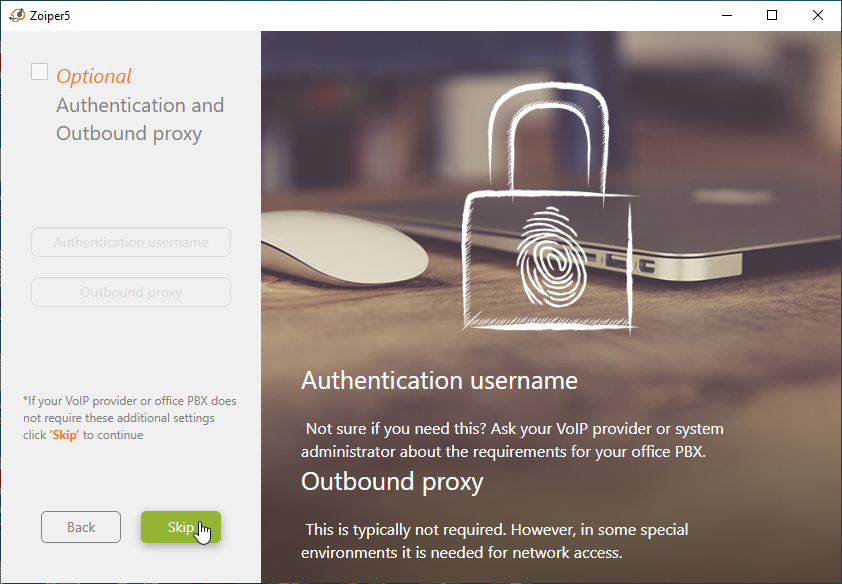 Zoiper5
Optional
Authentication and
Outbound proxy
Authentication username
Outbound proxy
*If your VoIP provider or office PBX does
not require these additional settings
click 'Skip' to continue
Back
Skip
Authentication username
Not sure if you need this? Ask your VoIP provider or system
administrator about the requirements for your office PBX.
Outbound proxy
This is typically not required. However, in some special
environments it is needed for network access.